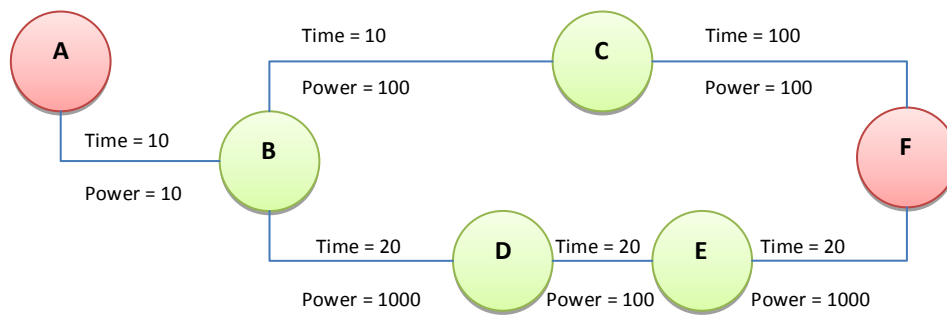 A
Time = 10
Power = 10
B
Time = 10
Power = 100
C
Time = 100
Power = 100
F
Time = 20
Power = 1000
D
Time = 20
Power = 100
E
Time = 20
Power = 1000